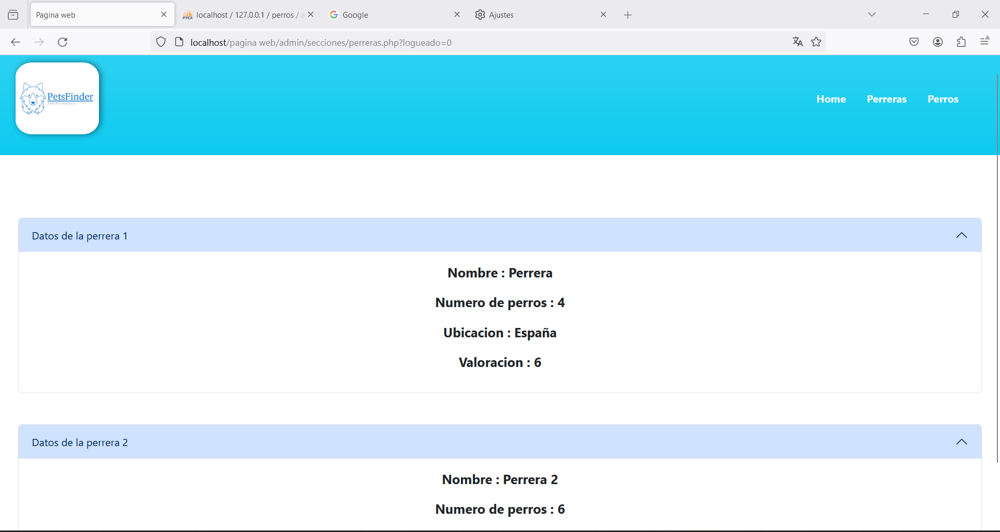 Pagina web
localhost / 127.0.0.1 / perros / a
Google
Ajustes
localhost/pagina web/admin/secciones/perreras.php?logueado=0
PetsFinder
AMOR CANINO
Home
Perreras
Perros
Datos de la perrera 1
Nombre : Perrera
Numero de perros : 4
Ubicacion : España
Valoracion : 6
Datos de la perrera 2
Nombre : Perrera 2
Numero de perros : 6